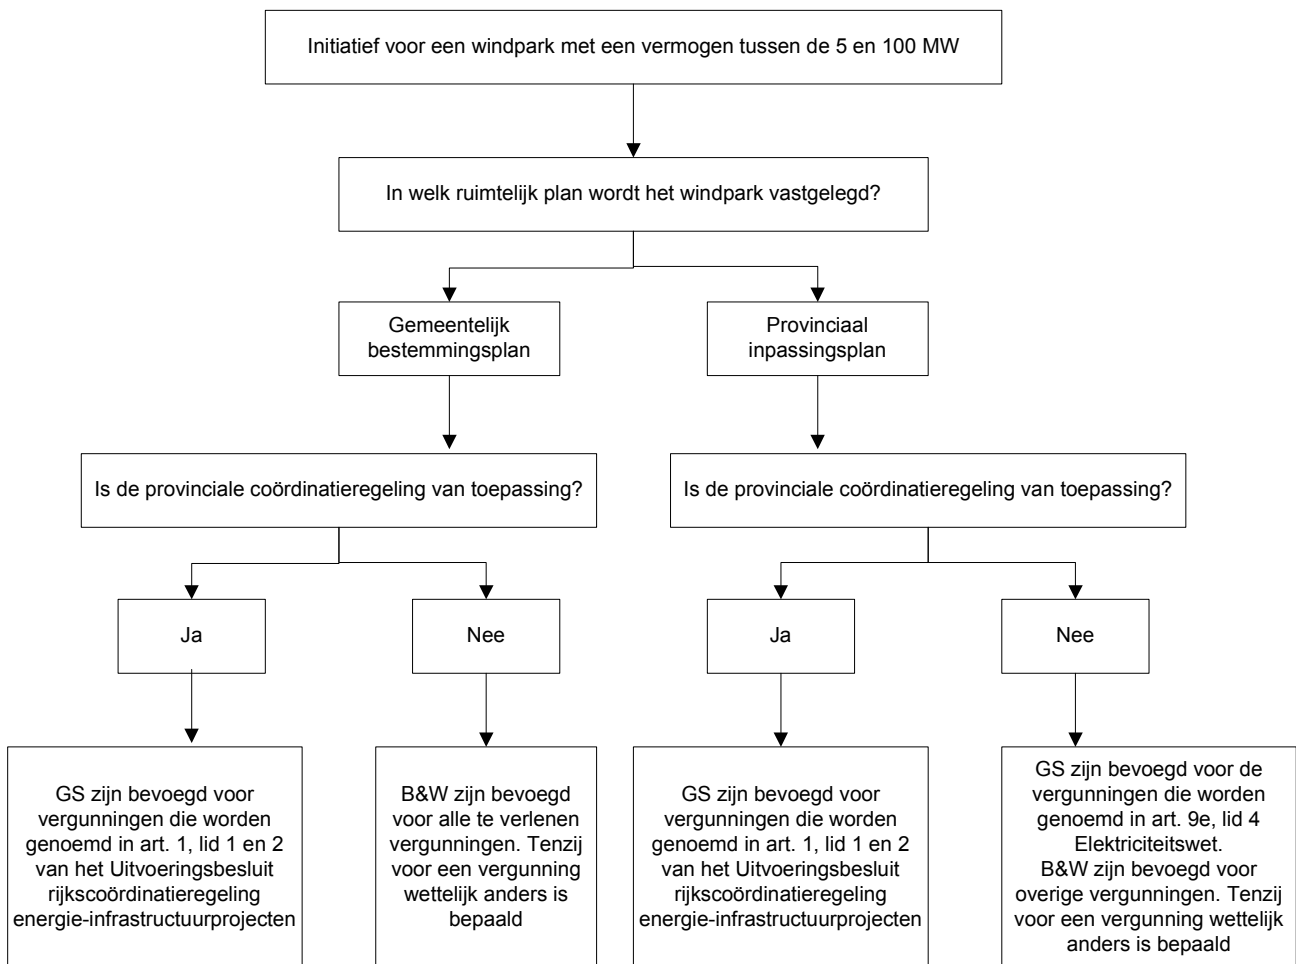 Initiatief voor een windpark met een vermogen tussen de 5 en 100 MW
In welk ruimtelijk plan wordt het windpark vastgelegd?
Gemeentelijk
bestemmingsplan
Provinciaal
inpassingsplan
Is de provinciale coördinatieregeling van toepassing?
Is de provinciale coördinatieregeling van toepassing?
Ja
Nee
Ja
Nee
GS zijn bevoegd voor
vergunningen die worden
genoemd in art. 1, lid 1 en 2
van het Uitvoeringsbesluit
rijkscoördinatieregeling
energie-infrastructuurprojecten
B&W zijn bevoegd
voor alle te verlenen
vergunningen. Tenzij
voor een vergunning
wettelijk anders is
bepaald
GS zijn bevoegd voor
vergunningen die worden
genoemd in art. 1, lid 1 en 2
van het Uitvoeringsbesluit
rijkscoördinatieregeling
energie-infrastructuurprojecten
GS zijn bevoegd voor de
vergunningen die worden
genoemd in art. 9e, lid 4
Elektriciteitswet.
B&W zijn bevoegd voor
overige vergunningen. Tenzij
voor een vergunning wettelijk
anders is bepaald